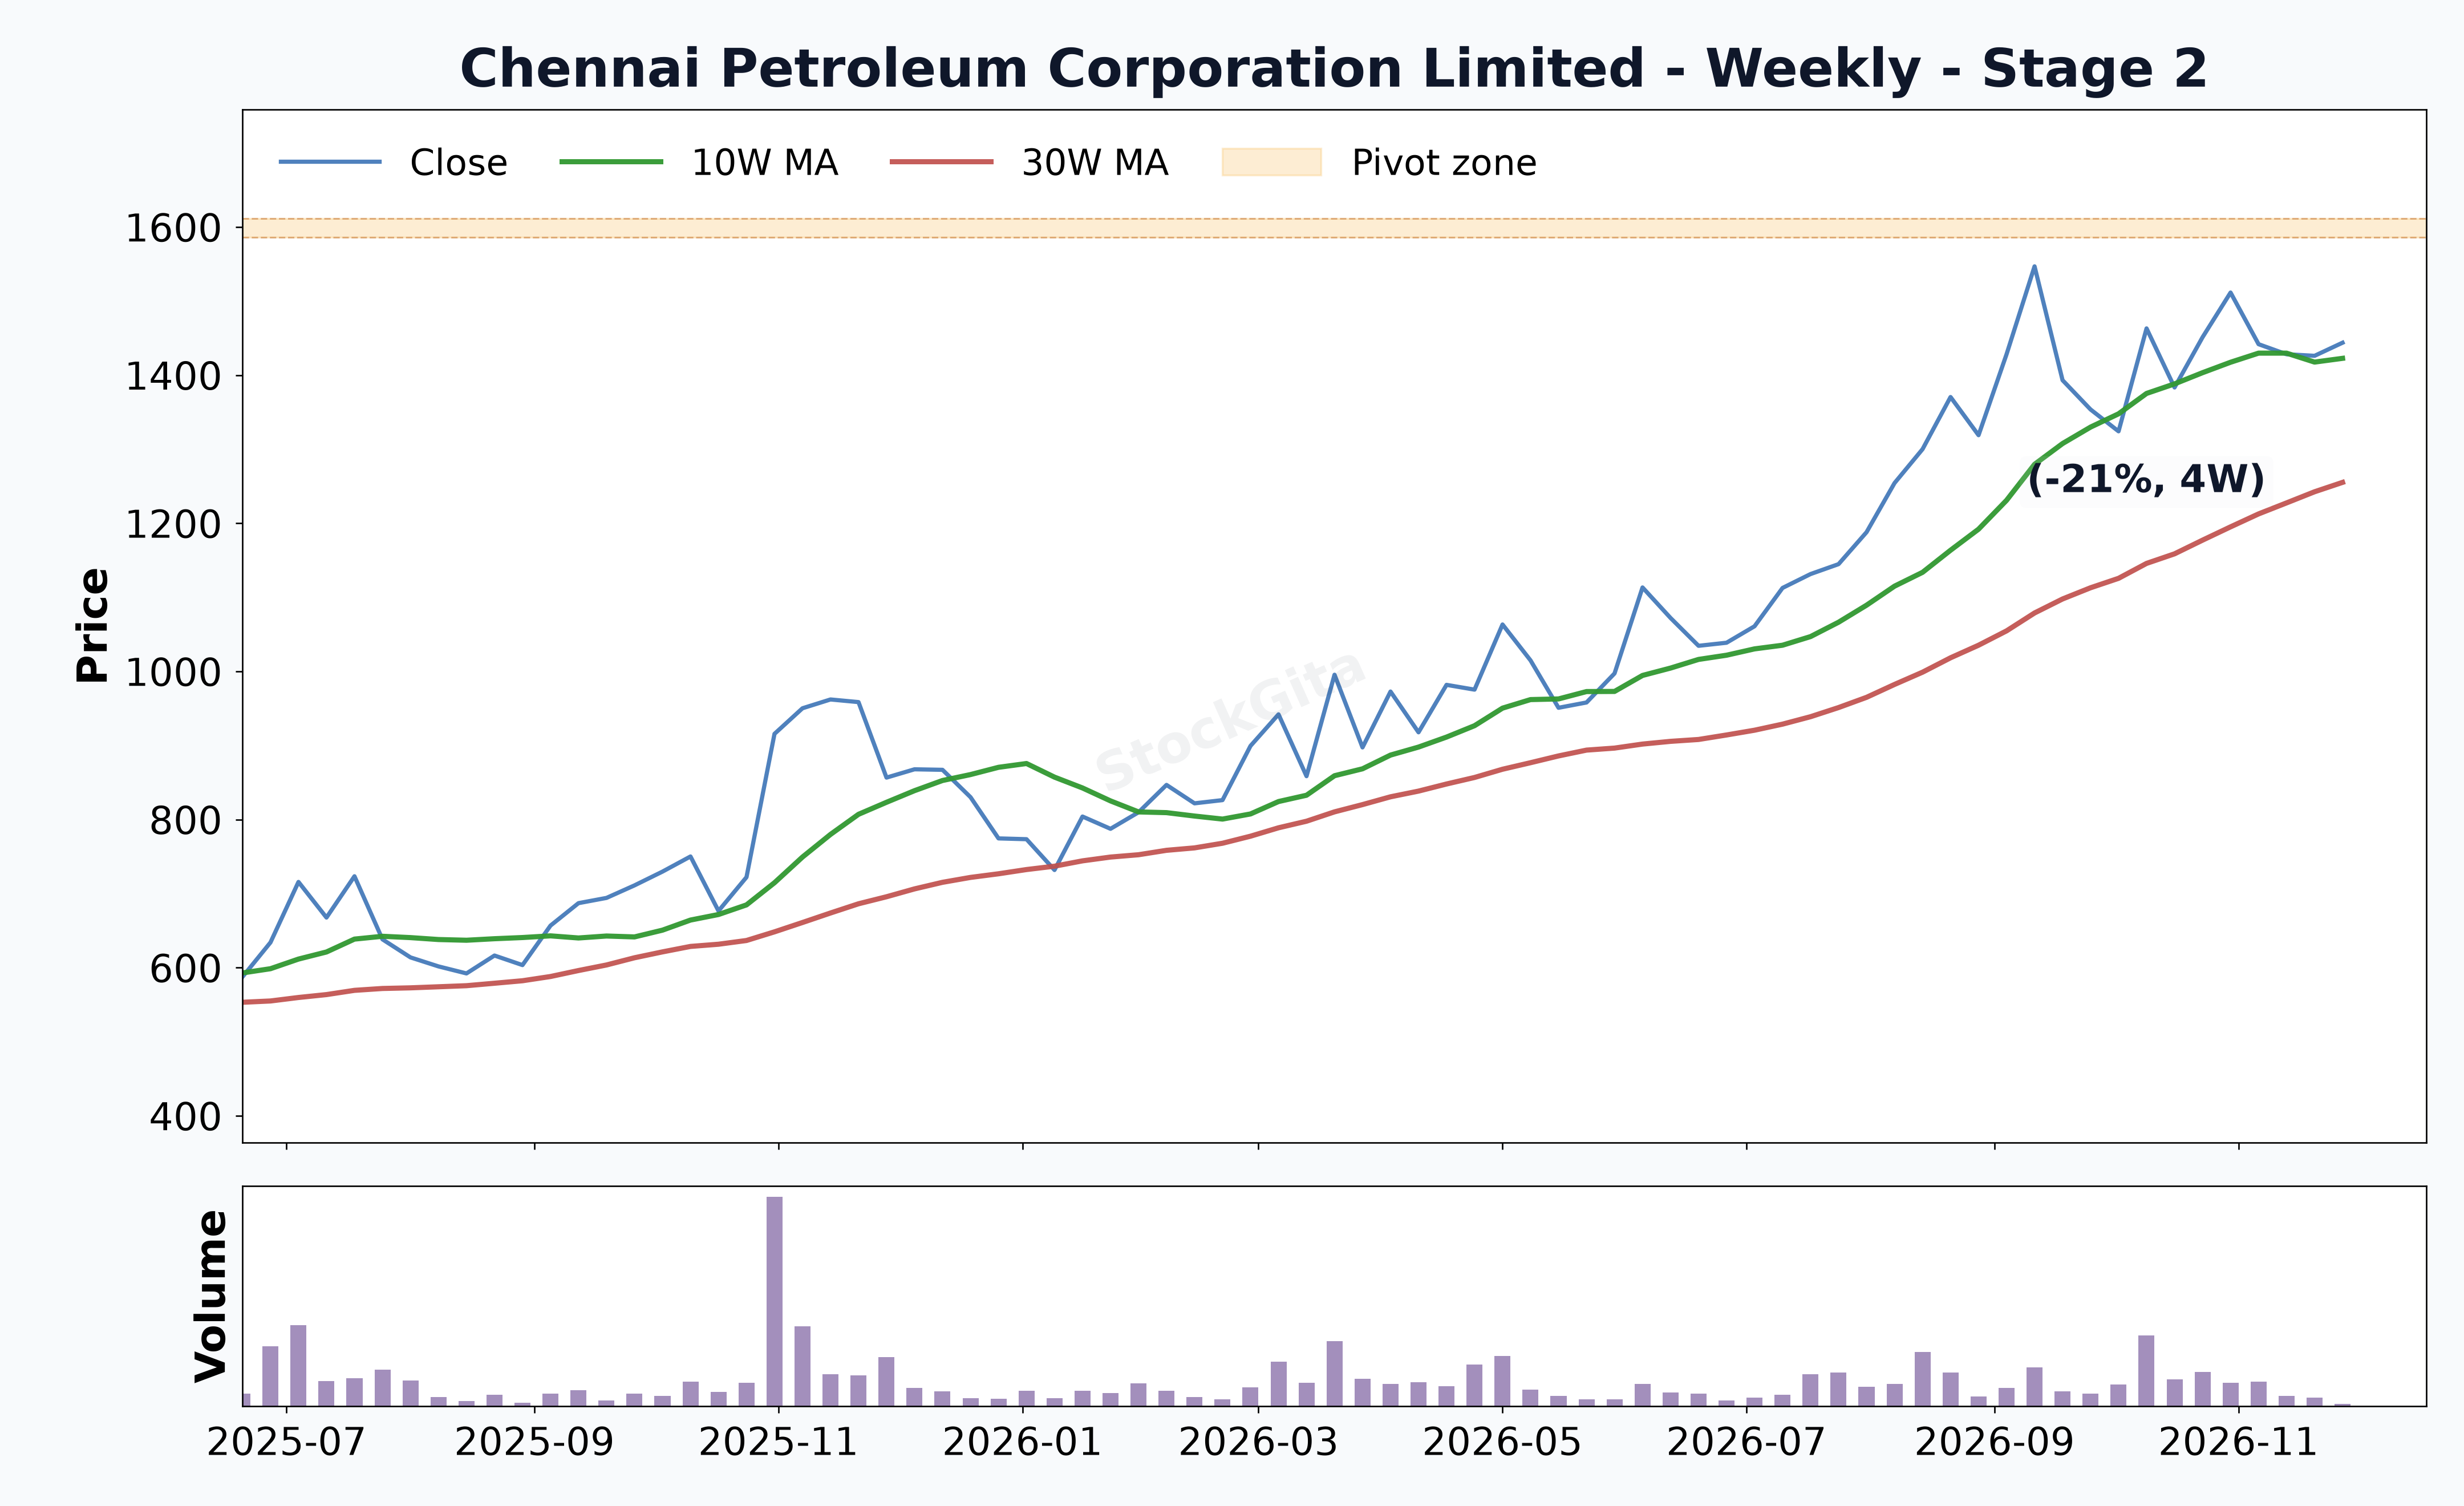 Chennai Petroleum Corporation Limited - Weekly - Stage 2
Close 10W MA 30W MA Pivot zone
1600
1400
1200
1000
800
600
400
Price
(-21%, 4W)
StockGita
Volume
2025-07 2025-09 2025-11 2026-01 2026-03 2026-05 2026-07 2026-09 2026-11